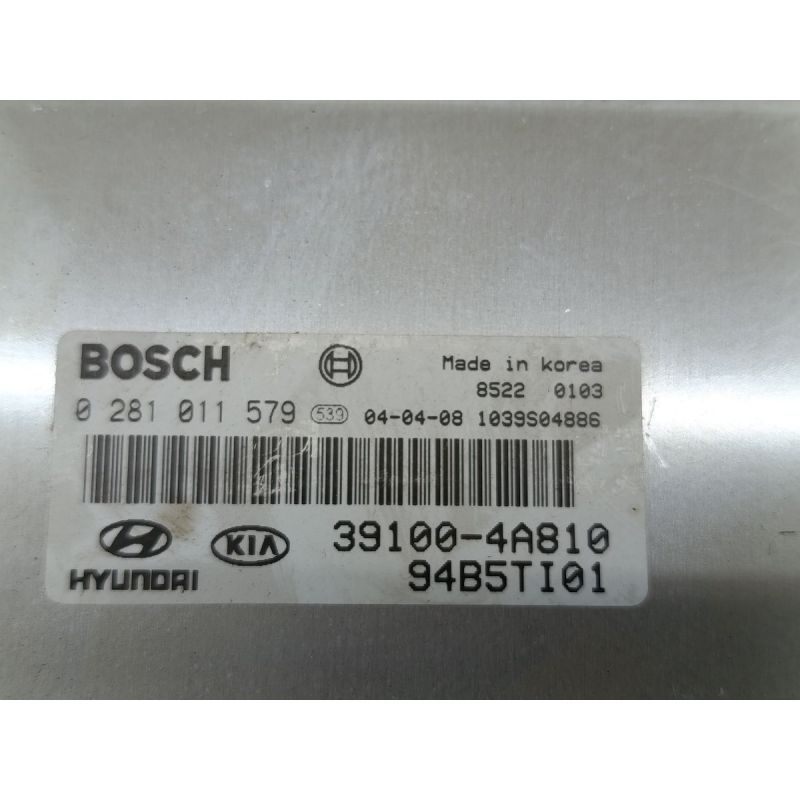 BOSCH Made in korea
8522 0103
0 281 011 579 539 04-04-08 1039S04886
HYUNDAI KIA 39100-4A810
94B5TI01